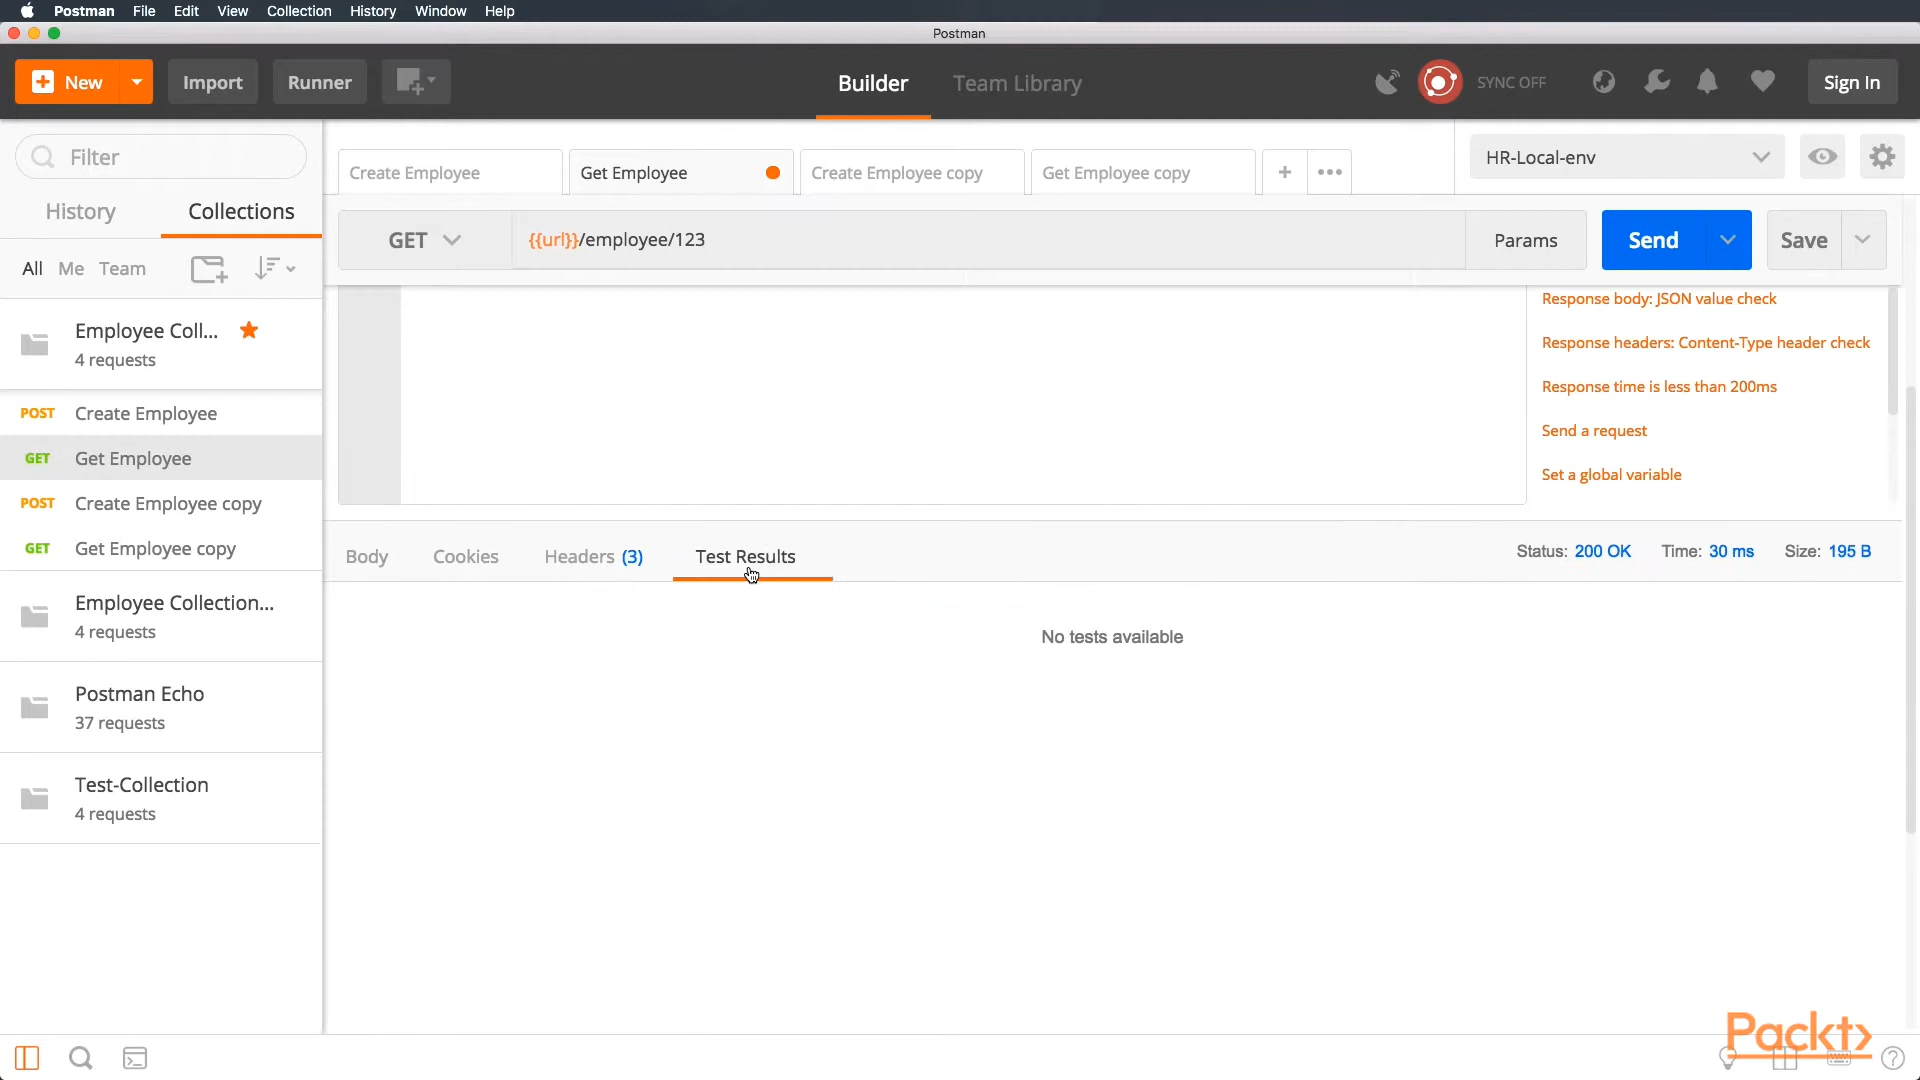 Postman File Edit View Collection History Window Help
Postman
New Import Runner Builder Team Library SYNC OFF Sign In
Filter
History Collections
All Me Team
Employee Coll...
4 requests
POST Create Employee
GET Get Employee
POST Create Employee copy
GET Get Employee copy
Employee Collection...
4 requests
Postman Echo
37 requests
Test-Collection
4 requests
Create Employee Get Employee Create Employee copy Get Employee copy
HR-Local-env
GET {{url}}/employee/123 Params Send Save
Response body: JSON value check
Response headers: Content-Type header check
Response time is less than 200ms
Send a request
Set a global variable
Body Cookies Headers (3) Test Results Status: 200 OK Time: 30 ms Size: 195 B
No tests available
Packt>